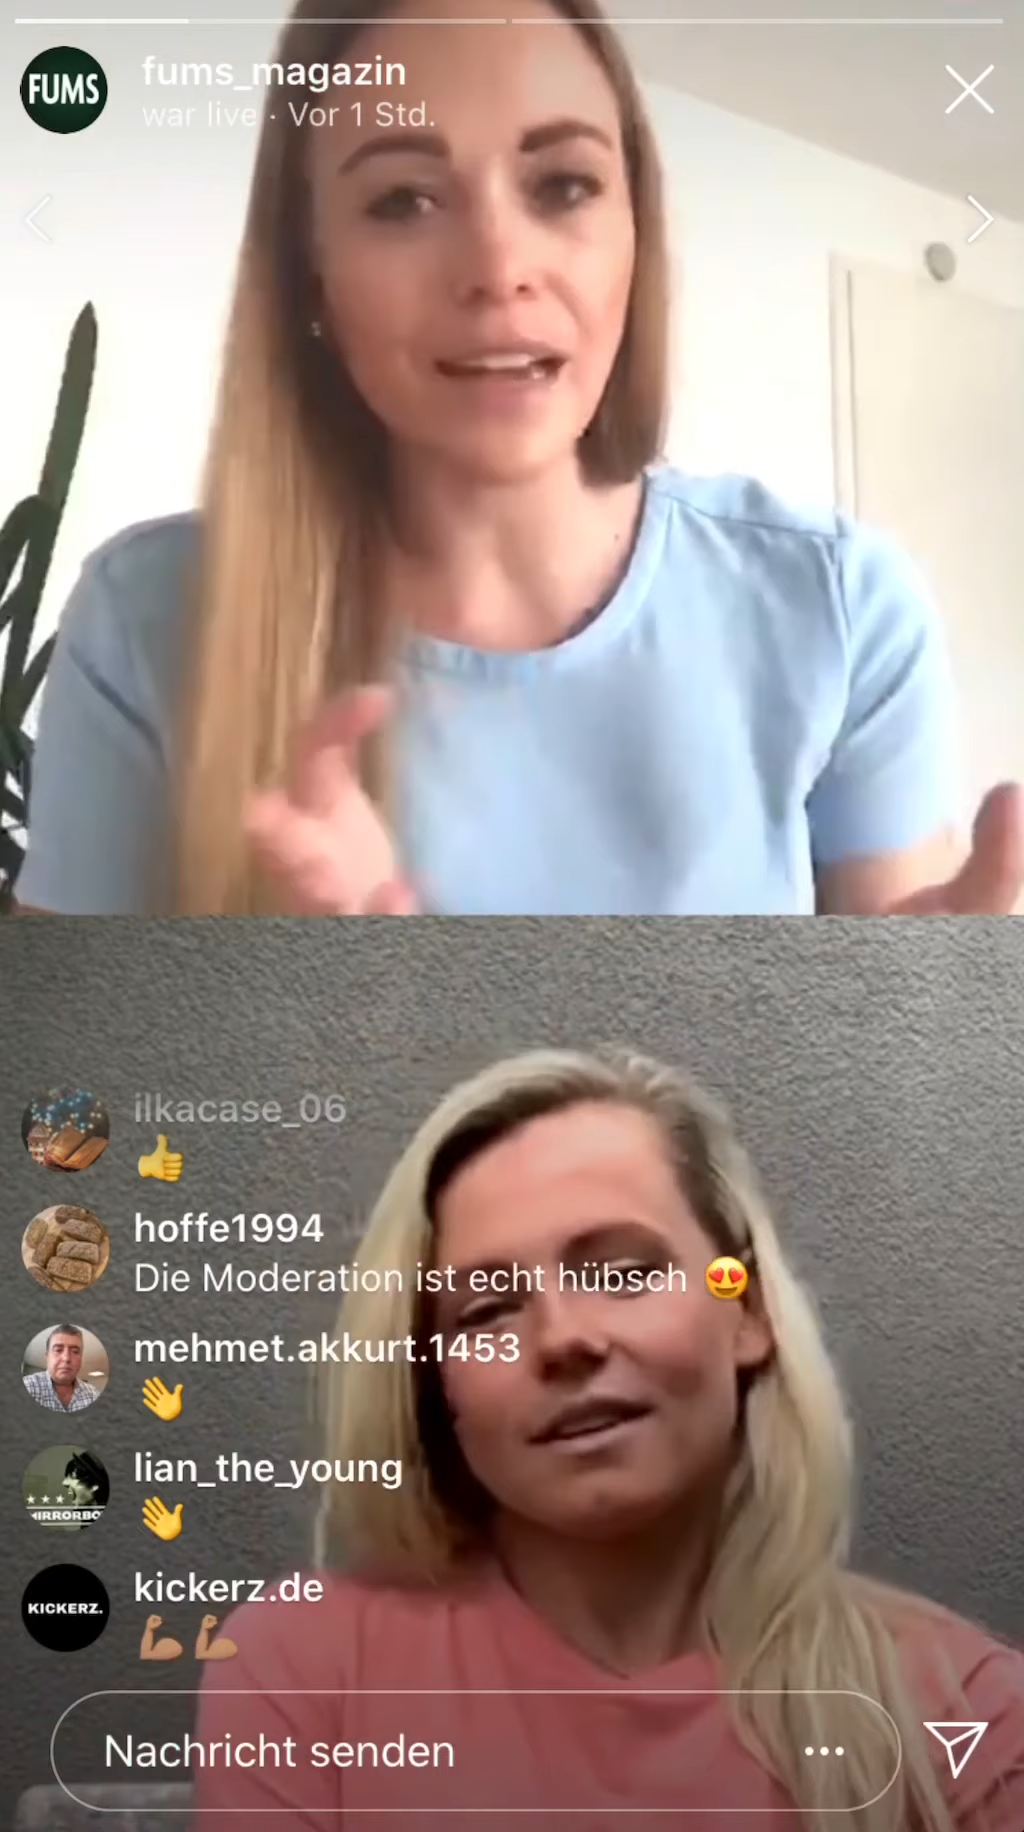 FUMS
fums_magazin
war live · Vor 1 Std.
ilkacase_06
👍
hoffe1994
Die Moderation ist echt hübsch 😍
mehmet.akkurt.1453
👋
lian_the_young
👋
kickerz.de
KICKERZ.
💪🏽💪🏽
Nachricht senden